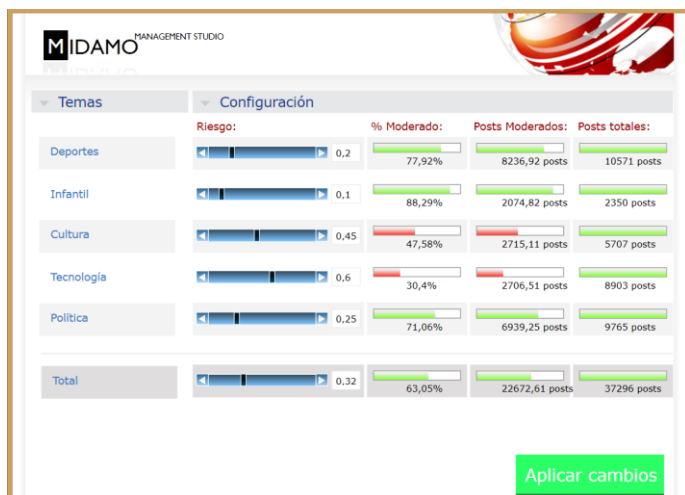 MIDAMO MANAGEMENT STUDIO
Temas Configuración
Riesgo: % Moderado: Posts Moderados: Posts totales:
Deportes 0,2 77,92% 8236,92 posts 10571 posts
Infantil 0,1 88,29% 2074,82 posts 2350 posts
Cultura 0,45 47,58% 2715,11 posts 5707 posts
Tecnología 0,6 30,4% 2706,51 posts 8903 posts
Política 0,25 71,06% 6939,25 posts 9765 posts
Total 0,32 63,05% 22672,61 posts 37296 posts
Aplicar cambios